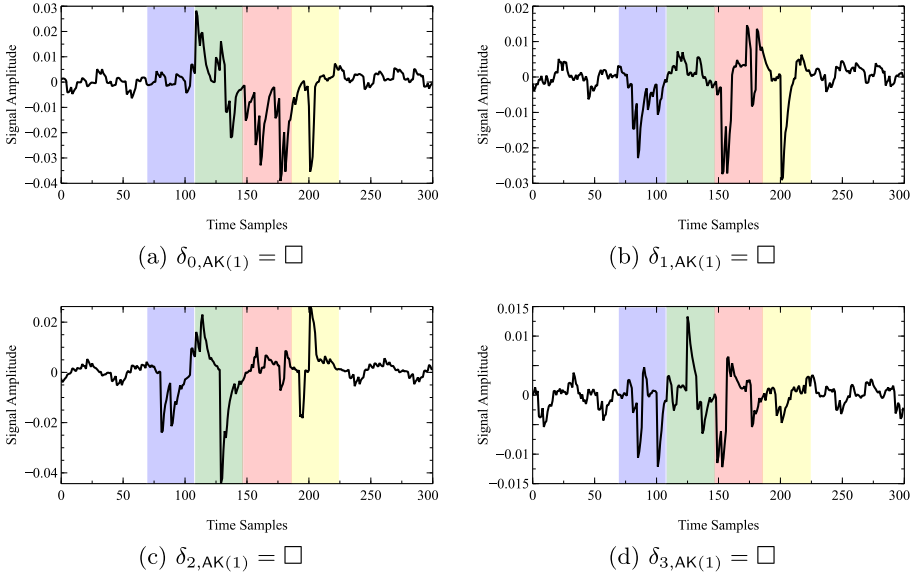 0.03
0.02
0.01
0
−0.01
−0.02
−0.03
−0.04
Signal Amplitude
0 50 100 150 200 250 300
Time Samples
(a) δ0,AK(1) = □
0.02
0.01
0
−0.01
−0.02
−0.03
Signal Amplitude
0 50 100 150 200 250 300
Time Samples
(b) δ1,AK(1) = □
0.02
0
−0.02
−0.04
Signal Amplitude
0 50 100 150 200 250 300
Time Samples
(c) δ2,AK(1) = □
0.015
0.01
0
−0.01
−0.015
Signal Amplitude
0 50 100 150 200 250 300
Time Samples
(d) δ3,AK(1) = □